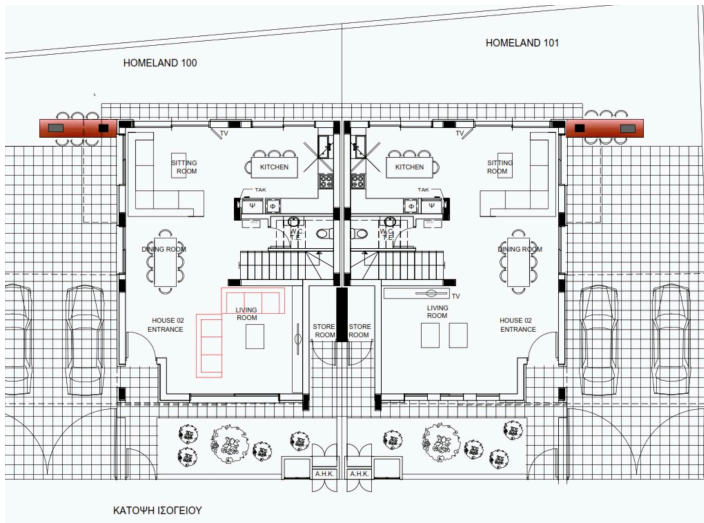 HOMELAND 101
HOMELAND 100
TV
TV
SITTING
ROOM
KITCHEN
KITCHEN
SITTING
ROOM
TAK
TAK
Ψ
Φ
Φ
Ψ
DINING ROOM
DINING ROOM
LIVING
ROOM
LIVING
ROOM
TV
HOUSE 02
ENTRANCE
STORE
ROOM
STORE
ROOM
HOUSE 02
ENTRANCE
A.H.K.
A.H.K.
ΚΑΤΟΨΗ ΙΣΟΓΕΙΟΥ